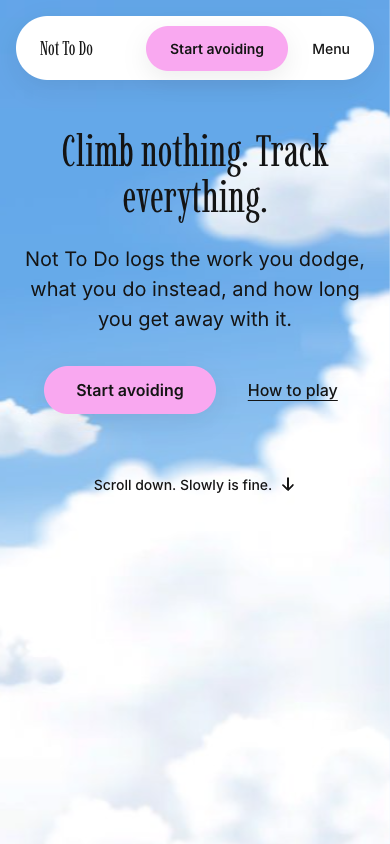 Not To Do
Start avoiding
Menu
Climb nothing. Track
everything.
Not To Do logs the work you dodge,
what you do instead, and how long
you get away with it.
Start avoiding
How to play
Scroll down. Slowly is fine.